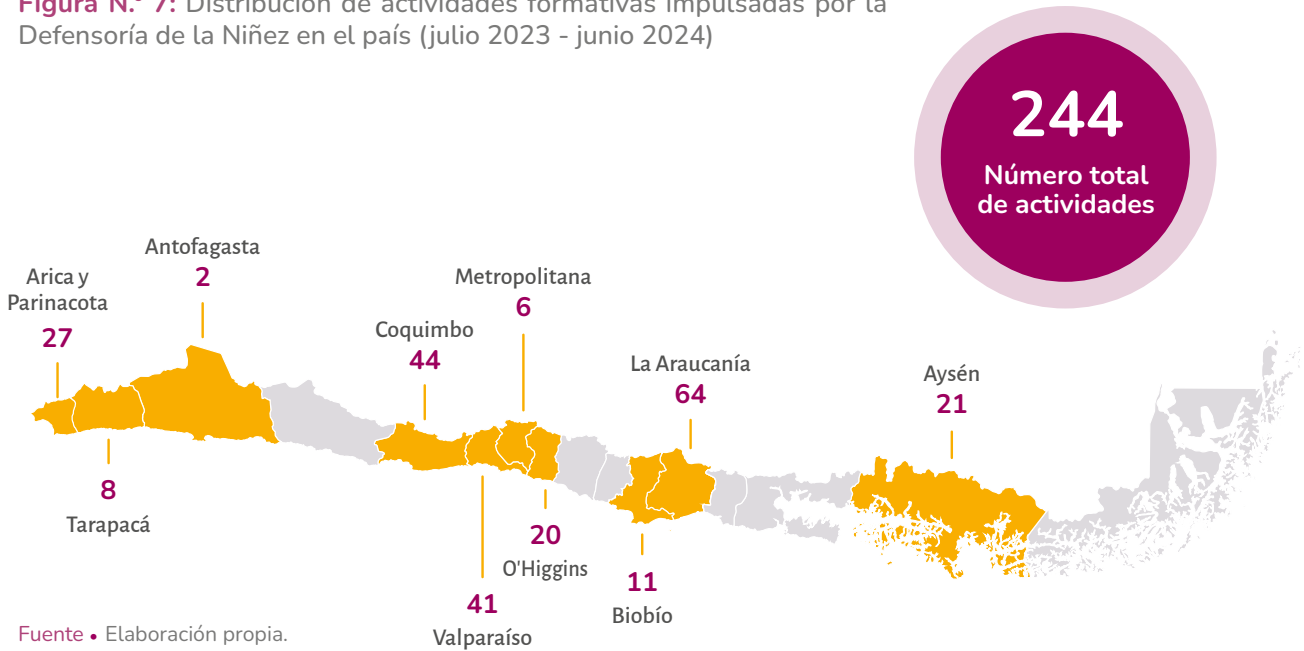 Figura N.º 7: Distribución de actividades formativas impulsadas por la
Defensoría de la Niñez en el país (julio 2023 - junio 2024)
244
Número total
de actividades
Antofagasta
2
Arica y
Parinacota
27
Metropolitana
6
Coquimbo
44
La Araucanía
64
Aysén
21
8
Tarapacá
20
O'Higgins
11
Biobío
41
Valparaíso
Fuente • Elaboración propia.